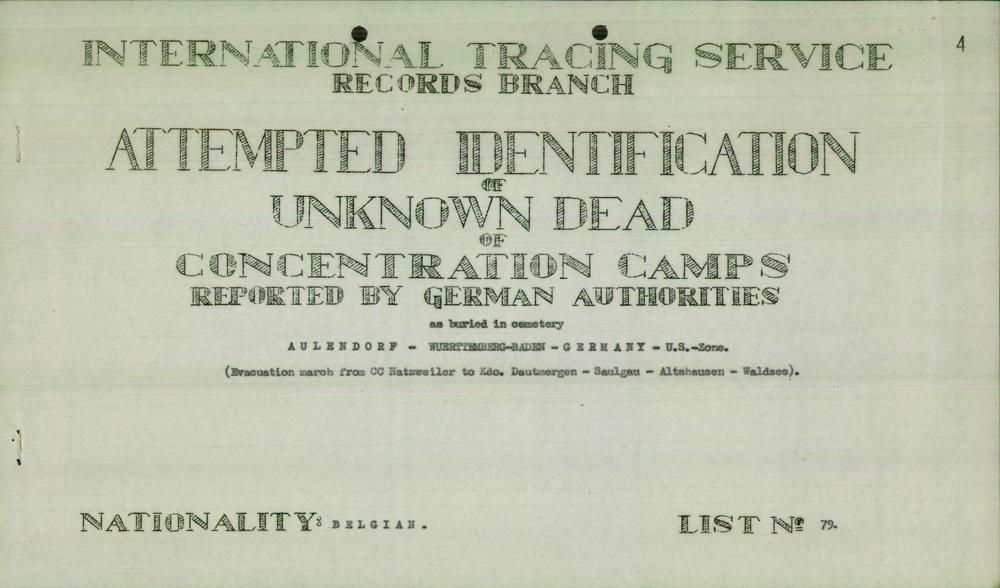 4
INTERNATIONAL TRACING SERVICE
RECORDS BRANCH
ATTEMPTED IDENTIFICATION
OF
UNKNOWN DEAD
OF
CONCENTRATION CAMPS
REPORTED BY GERMAN AUTHORITIES
as buried in cemetery
AULENDORF - WUERTTEMBERG-BADEN - GERMANY - U.S.-Zone.
(Evacuation march from CC Natzweiler to Kdo. Dautmergen - Saulgau - Altshausen - Waldsee).
NATIONALITY: BELGIAN.
LIST Nº 79.